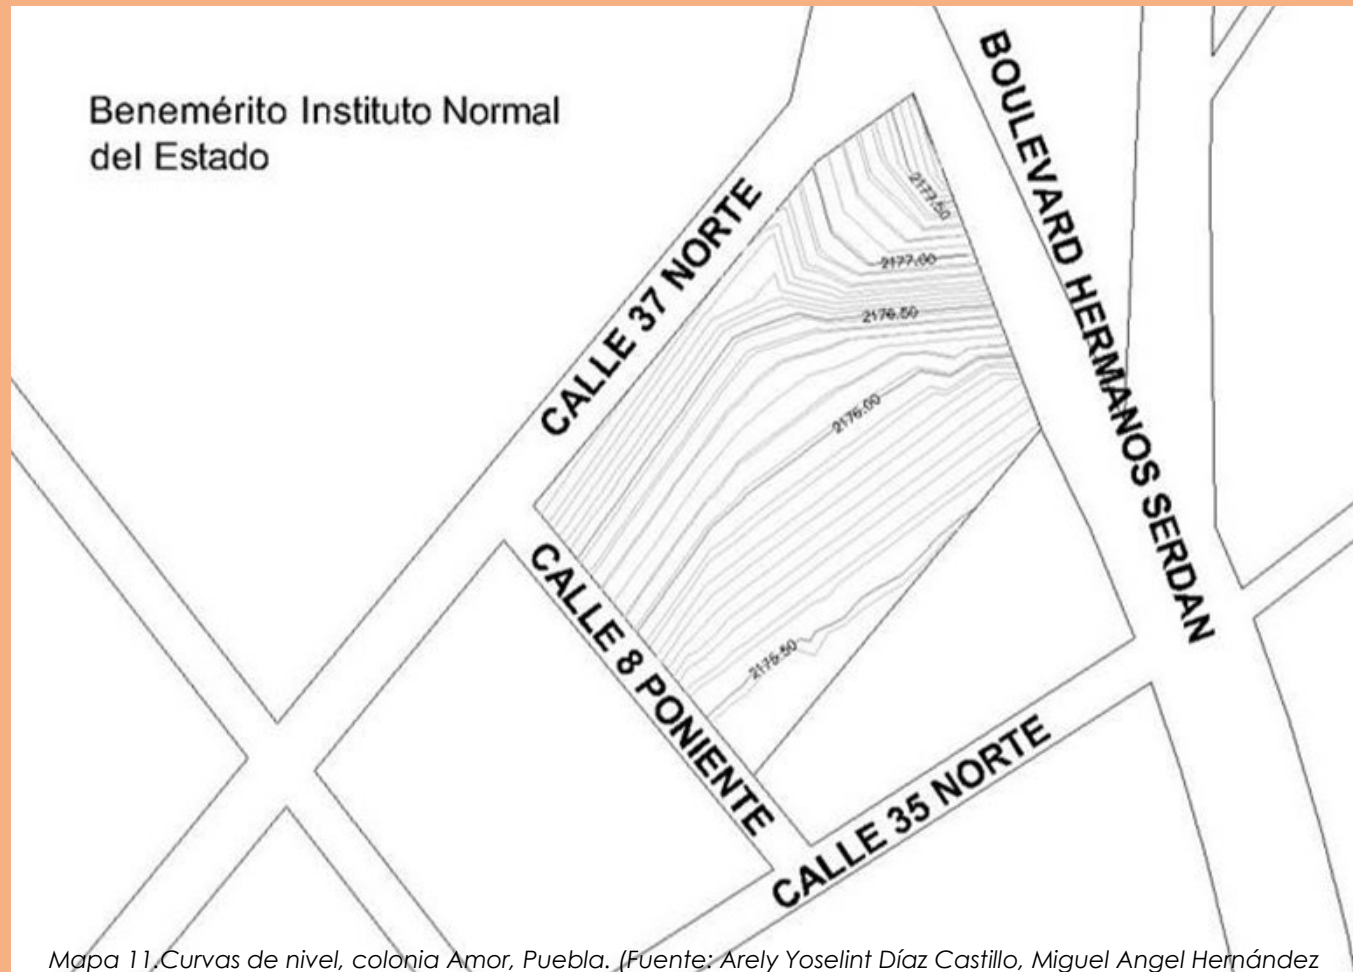 Benemérito Instituto Normal
del Estado
BOULEVARD HERMANOS SERDAN
CALLE 37 NORTE
2177.50
2177.00
2176.50
2176.00
2175.50
CALLE 8 PONIENTE
CALLE 35 NORTE
Mapa 11.Curvas de nivel, colonia Amor, Puebla. (Fuente: Arely Yoselint Díaz Castillo, Miguel Angel Hernández